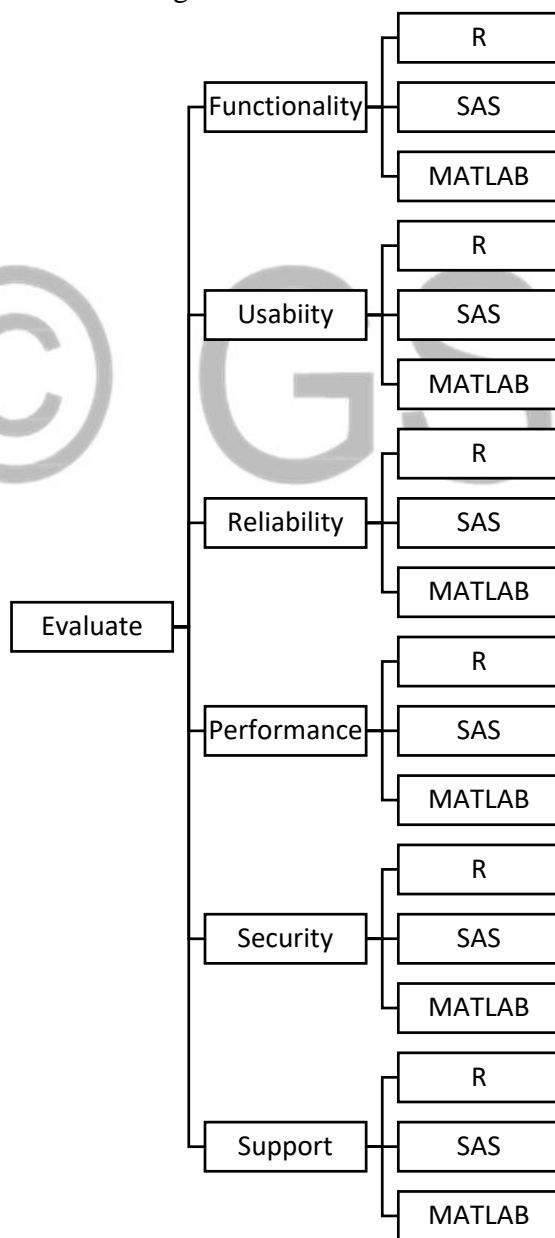 R
Functionality
SAS
MATLAB
R
Usabiity
SAS
MATLAB
R
Reliability
SAS
MATLAB
Evaluate
R
Performance
SAS
MATLAB
R
Security
SAS
MATLAB
R
Support
SAS
MATLAB
© GS